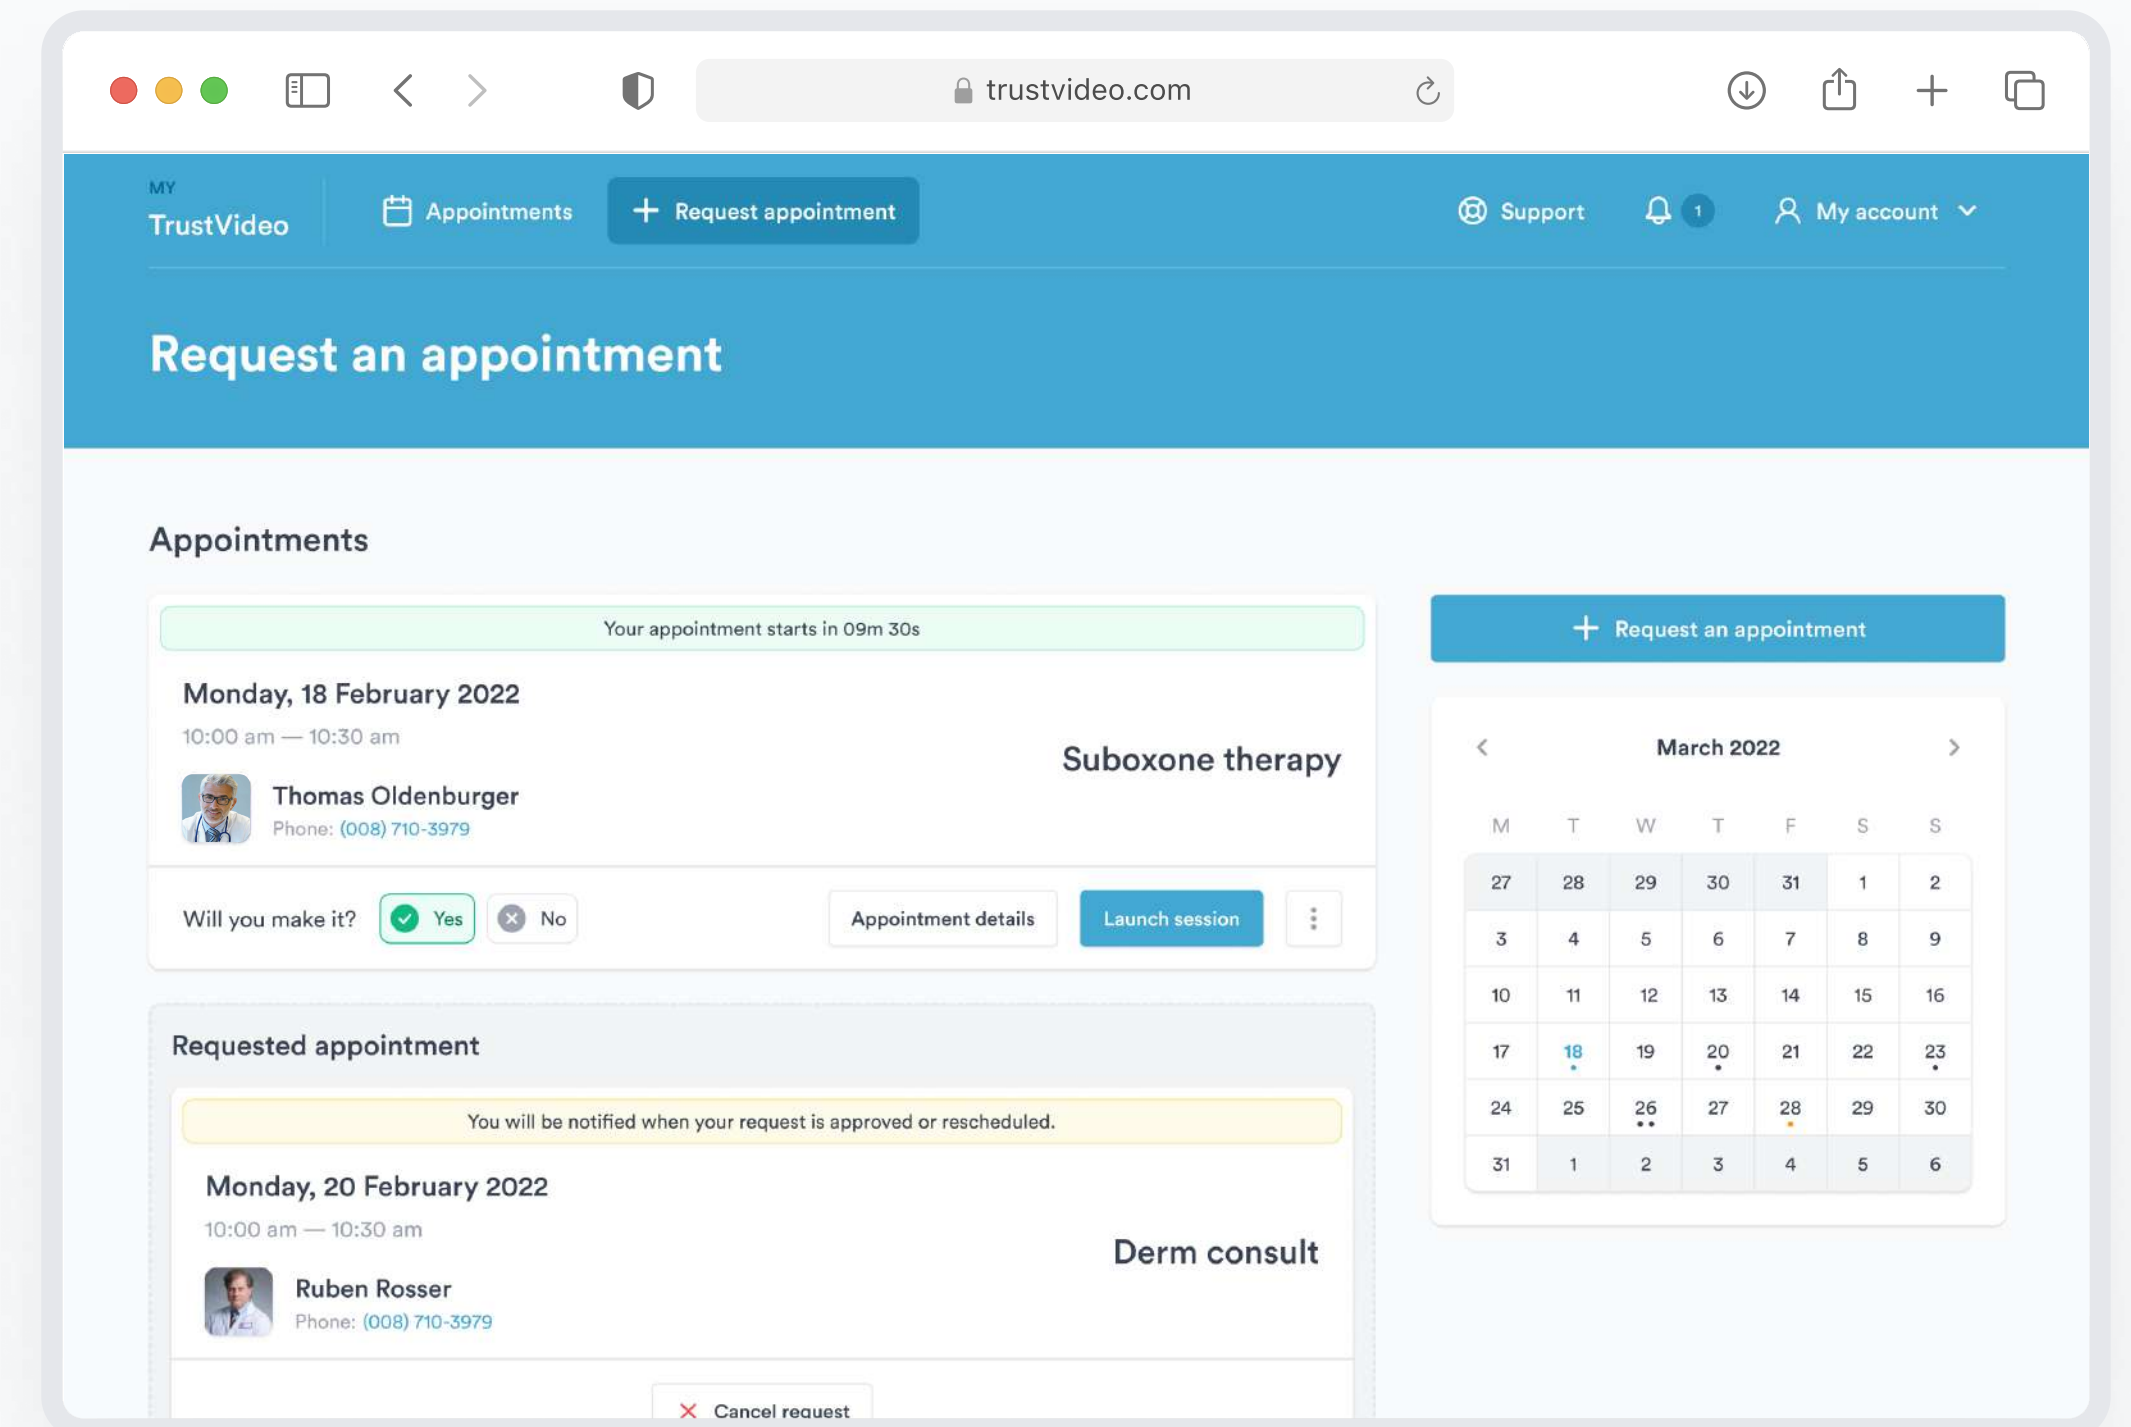 trustvideo.com
MY
TrustVideo
Appointments
Request appointment
Support
1
My account
Request an appointment
Appointments
Your appointment starts in 09m 30s
Monday, 18 February 2022
10:00 am — 10:30 am
Suboxone therapy
Thomas Oldenburger
Phone: (008) 710-3979
Will you make it?
Yes
No
Appointment details
Launch session
Requested appointment
You will be notified when your request is approved or rescheduled.
Monday, 20 February 2022
10:00 am — 10:30 am
Derm consult
Ruben Rosser
Phone: (008) 710-3979
Cancel request
Request an appointment
March 2022
M T W T F S S
27 28 29 30 31 1 2
3 4 5 6 7 8 9
10 11 12 13 14 15 16
17 18 19 20 21 22 23
24 25 26 27 28 29 30
31 1 2 3 4 5 6